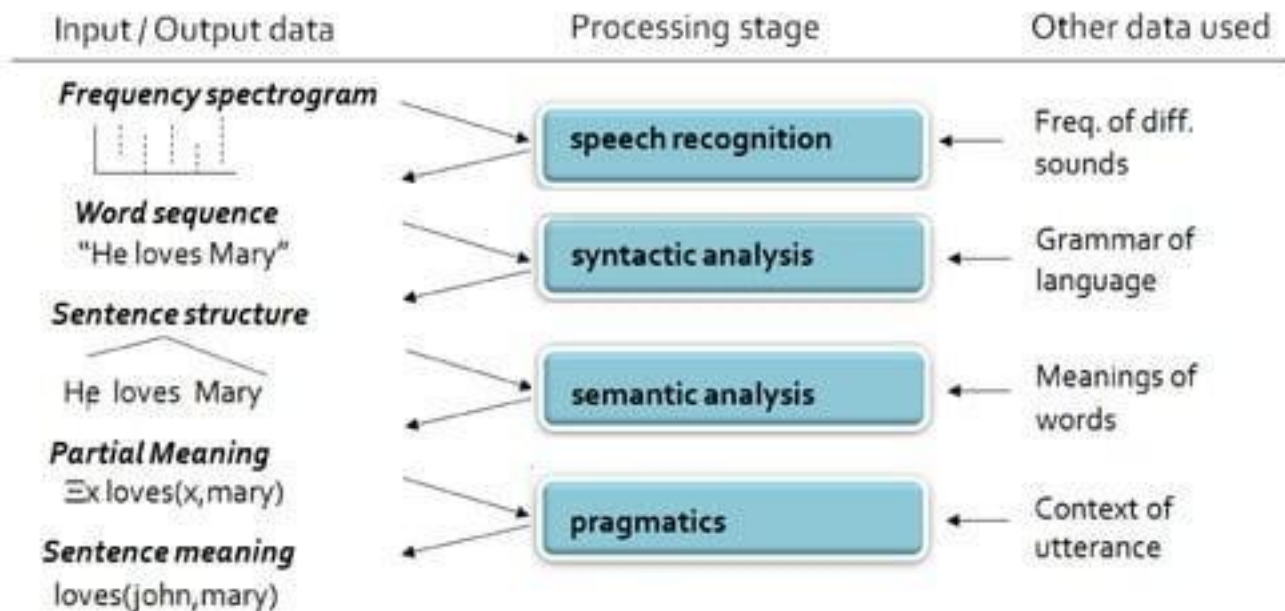 Input / Output data
Processing stage
Other data used
Frequency spectrogram
speech recognition
Freq. of diff.
sounds
Word sequence
"He loves Mary"
syntactic analysis
Grammar of
language
Sentence structure
He loves Mary
semantic analysis
Meanings of
words
Partial Meaning
Ξx loves(x,mary)
pragmatics
Context of
utterance
Sentence meaning
loves(john,mary)